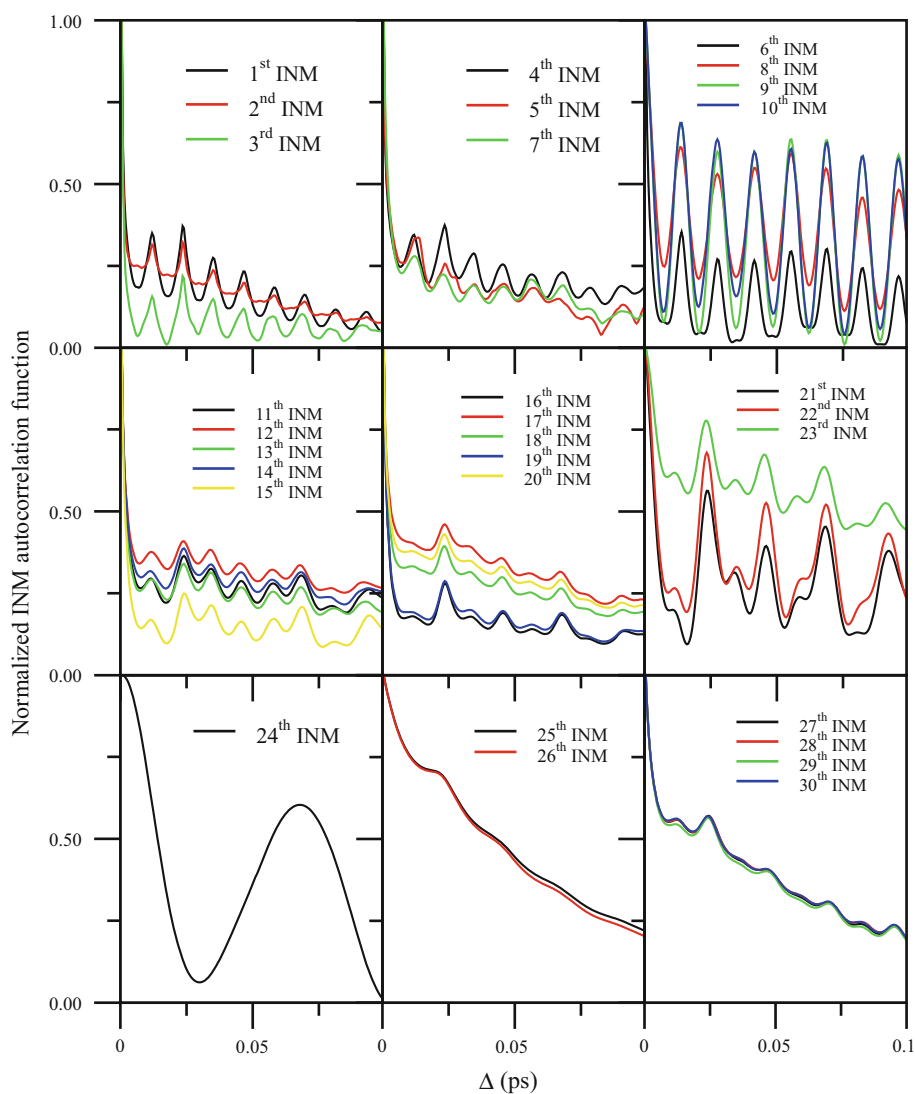 1.00
1st INM
2nd INM
3rd INM
4th INM
5th INM
7th INM
6th INM
8th INM
9th INM
10th INM
0.50
0.00
11th INM
12th INM
13th INM
14th INM
15th INM
16th INM
17th INM
18th INM
19th INM
20th INM
21st INM
22nd INM
23rd INM
0.50
0.00
24th INM
25th INM
26th INM
27th INM
28th INM
29th INM
30th INM
0.50
0.00
0
0.05
0
0.05
0
0.05
0.1
Δ (ps)
Normalized INM autocorrelation function